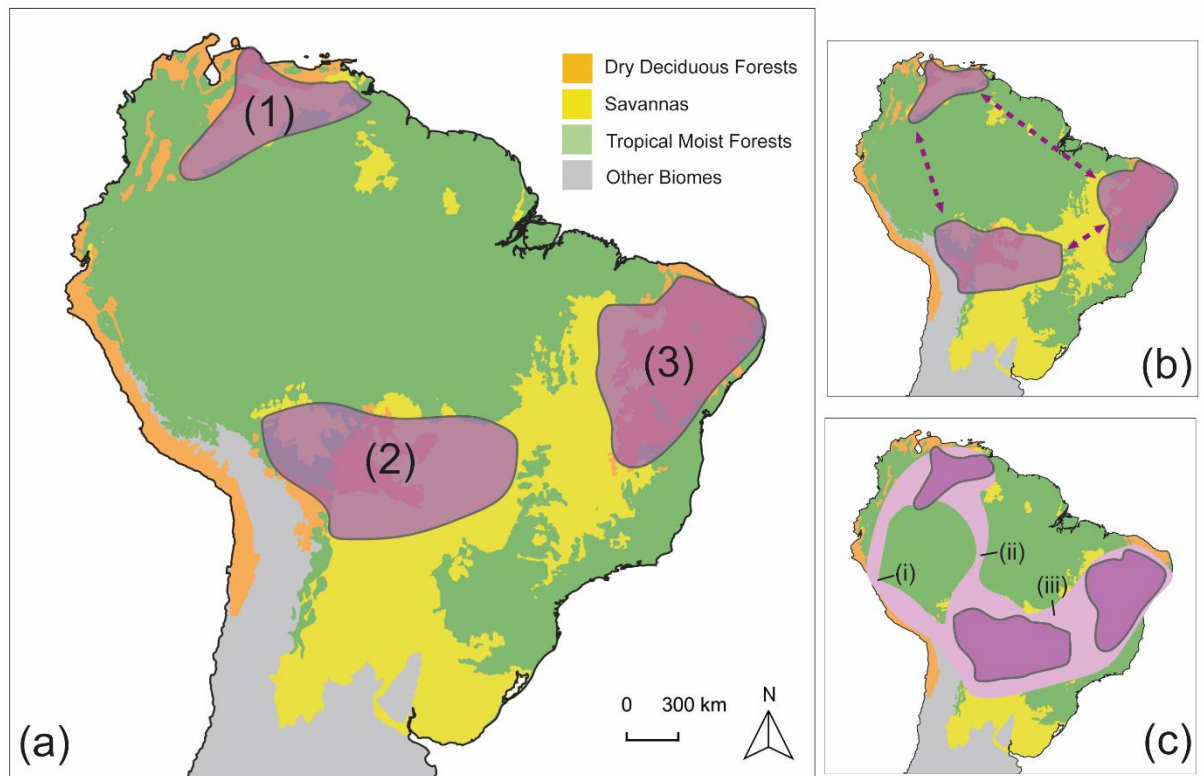 Dry Deciduous Forests
Savannas
Tropical Moist Forests
Other Biomes
(1)
(2)
(3)
0 300 km
N
(a)
(b)
(i)
(ii)
(iii)
(c)